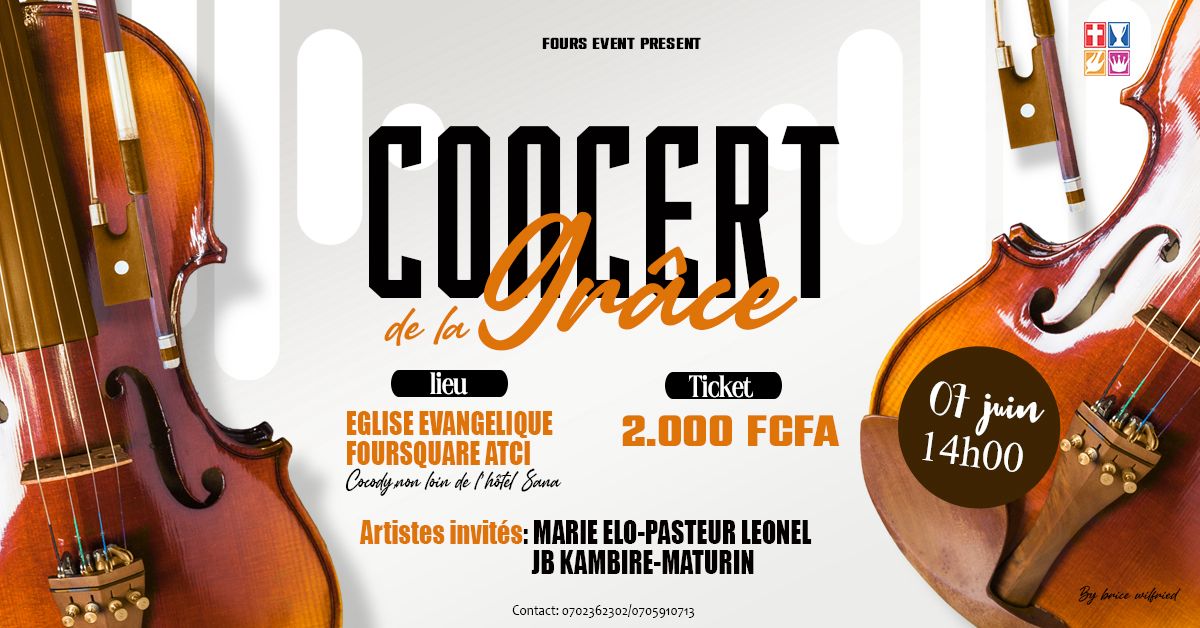 FOURS EVENT PRESENT
CONCERT
de la grâce
lieu
EGLISE EVANGELIQUE
FOURSQUARE ATCI
Cocody,non loin de l'hôtel Sana
Ticket
2.000 FCFA
07 juin
14h00
Artistes invités: MARIE ELO-PASTEUR LEONEL
JB KAMBIRE-MATURIN
Contact: 0702362302/0705910713
By brice wilfried